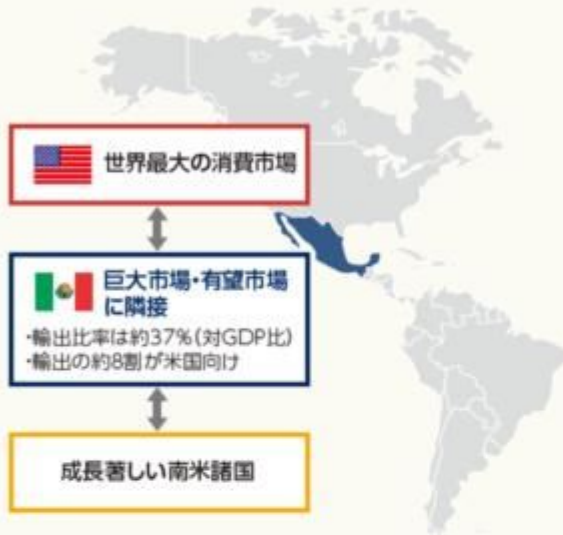 世界最大の消費市場
巨大市場・有望市場
に隣接
・輸出比率は約37%(対GDP比)
・輸出の約8割が米国向け
成長著しい南米諸国